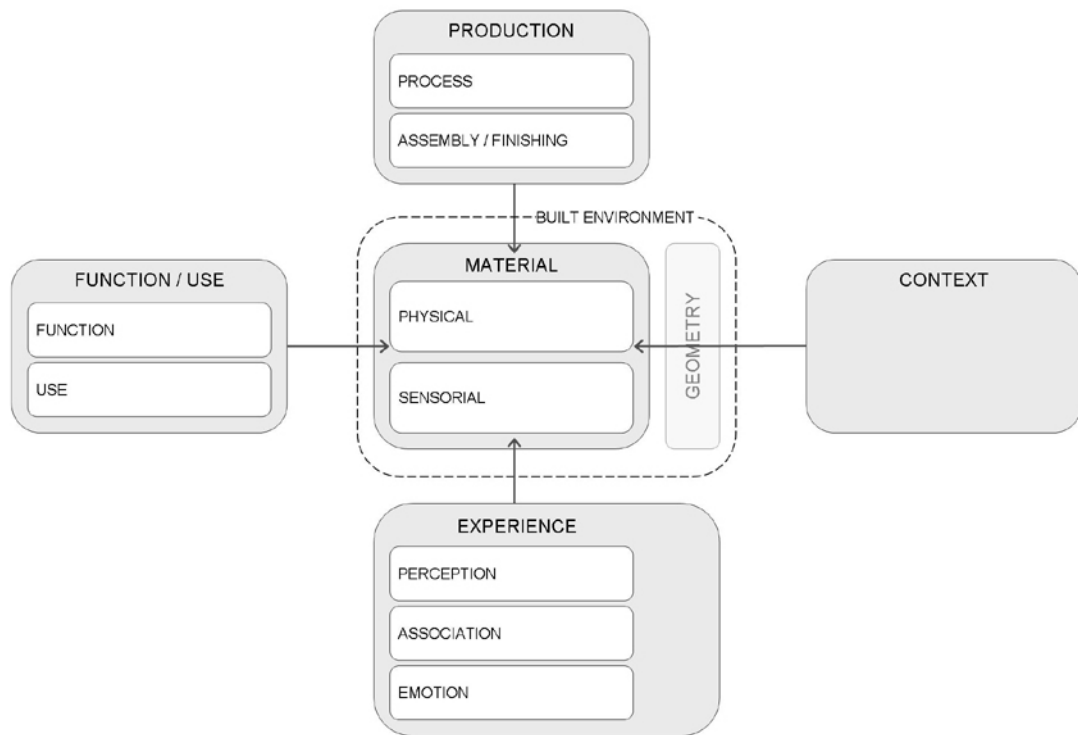 PRODUCTION
PROCESS
ASSEMBLY / FINISHING
BUILT ENVIRONMENT
FUNCTION / USE
FUNCTION
USE
MATERIAL
PHYSICAL
SENSORIAL
GEOMETRY
CONTEXT
EXPERIENCE
PERCEPTION
ASSOCIATION
EMOTION